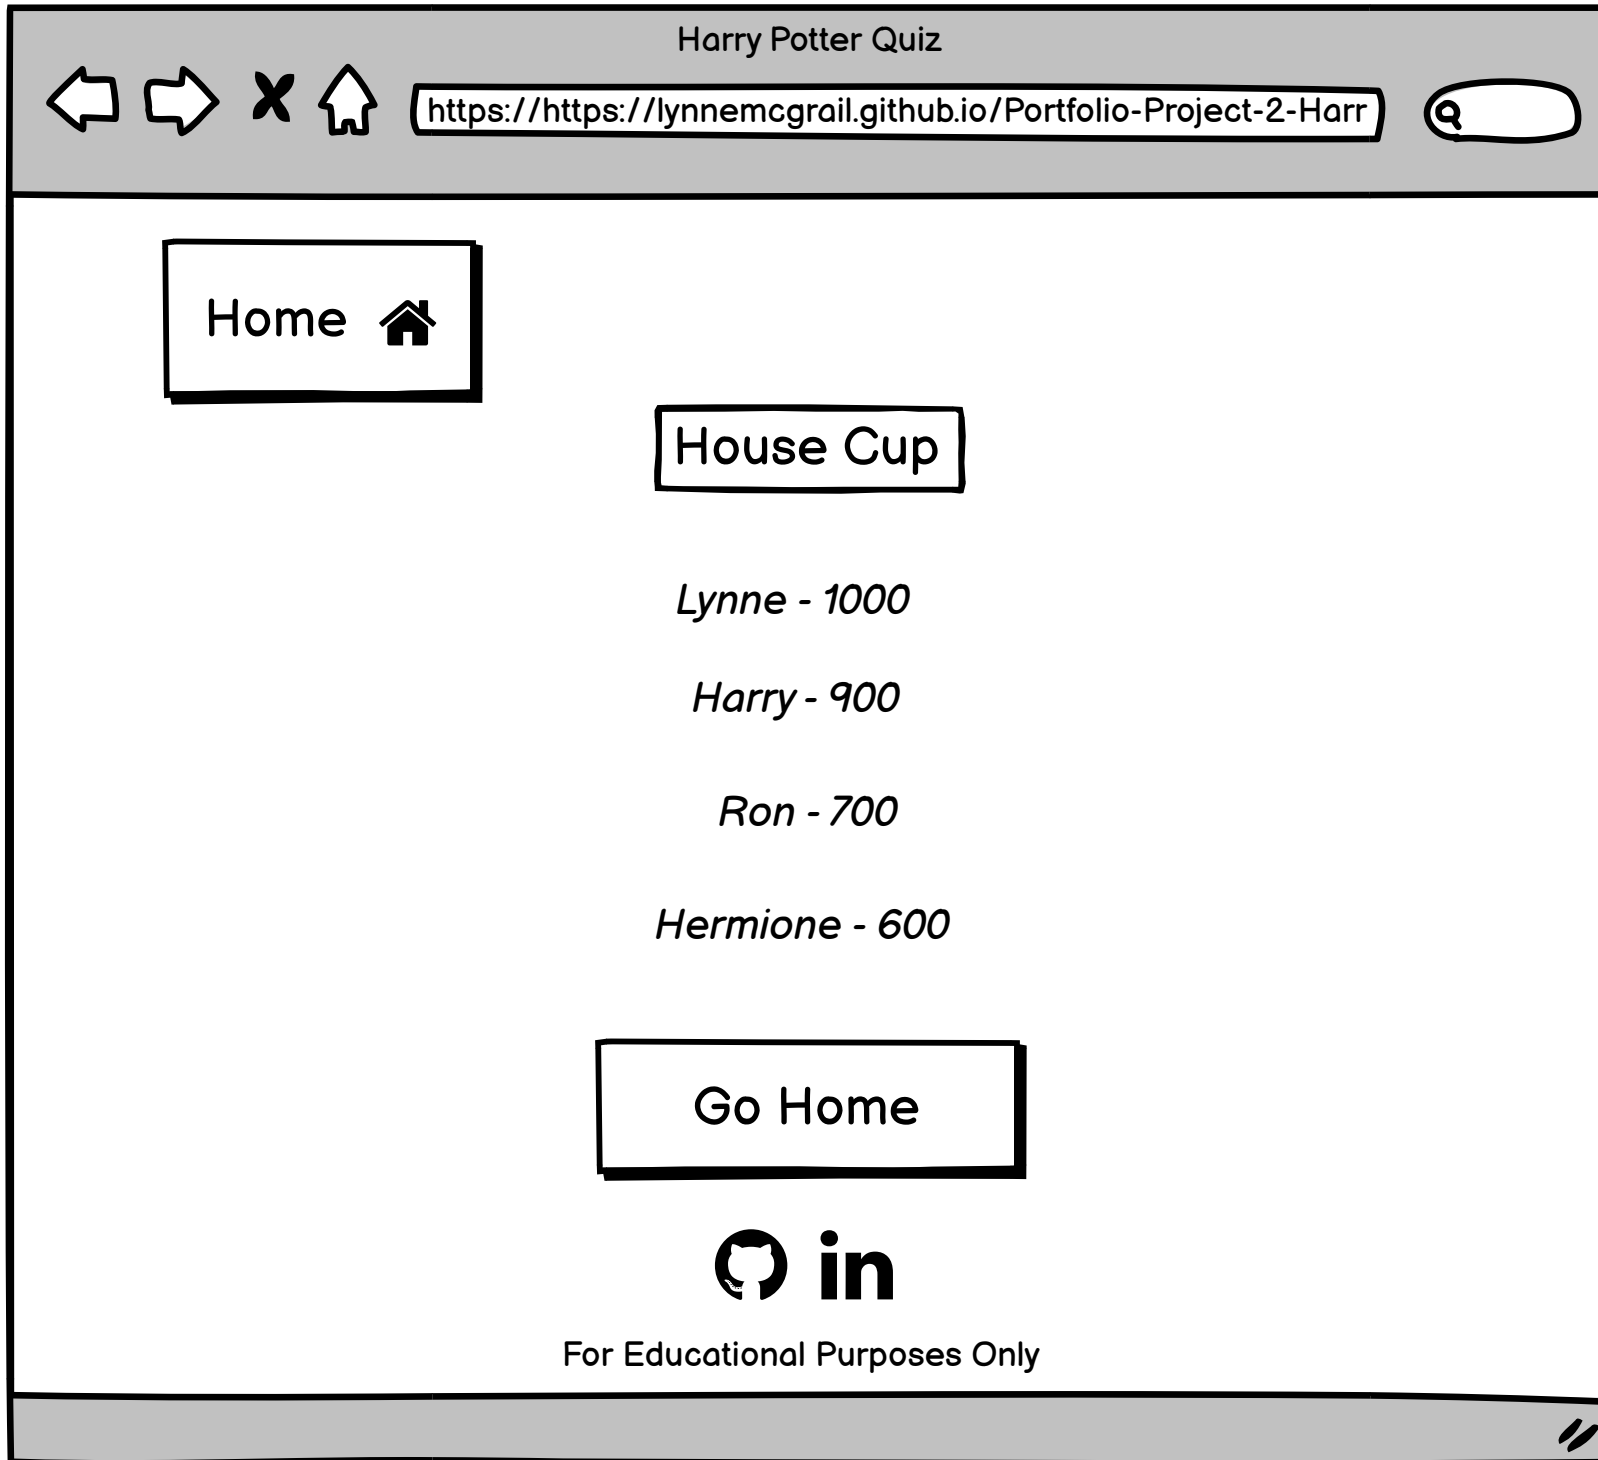 Harry Potter Quiz
https://https://lynnemcgrail.github.io/Portfolio-Project-2-Harr
Home
House Cup
Lynne - 1000
Harry - 900
Ron - 700
Hermione - 600
Go Home
in
For Educational Purposes Only